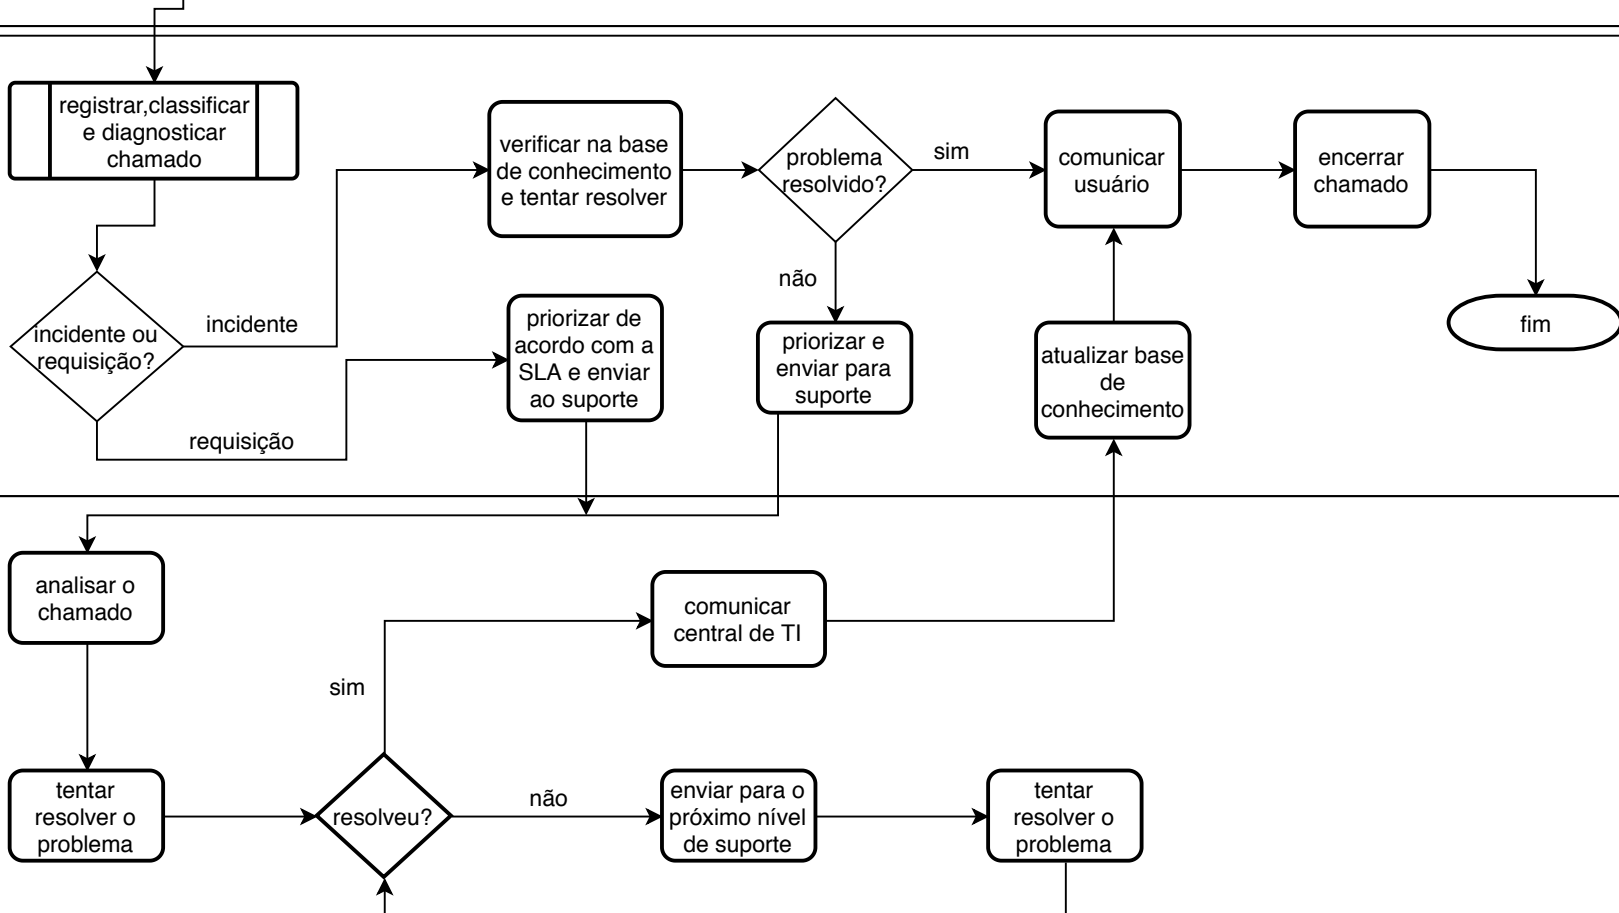 registrar,classificar
e diagnosticar
chamado
verificar na base
de conhecimento
e tentar resolver
problema
resolvido?
sim
comunicar
usuário
encerrar
chamado
não
incidente ou
requisição?
incidente
requisição
priorizar de
acordo com a
SLA e enviar
ao suporte
priorizar e
enviar para
suporte
atualizar base
de
conhecimento
fim
analisar o
chamado
comunicar
central de TI
sim
tentar
resolver o
problema
resolveu?
não
enviar para o
próximo nível
de suporte
tentar
resolver o
problema